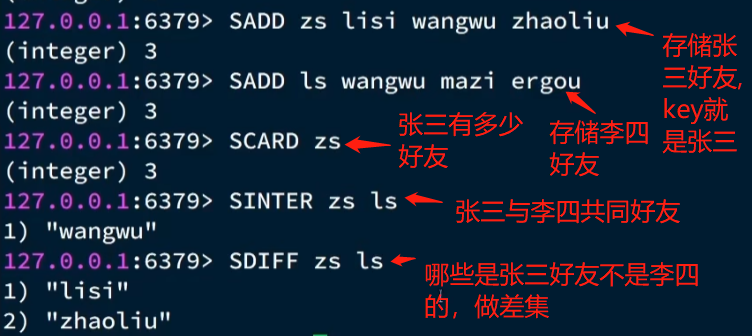 127.0.0.1:6379> SADD zs lisi wangwu zhaoliu
(integer) 3
127.0.0.1:6379> SADD ls wangwu mazi ergou
(integer) 3
127.0.0.1:6379> SCARD zs
(integer) 3
127.0.0.1:6379> SINTER zs ls
1) "wangwu"
127.0.0.1:6379> SDIFF zs ls
1) "lisi"
2) "zhaoliu"
存储张
三好友,
key就
是张三
存储李四
好友
张三有多少
好友
张三与李四共同好友
哪些是张三好友不是李四
的，做差集